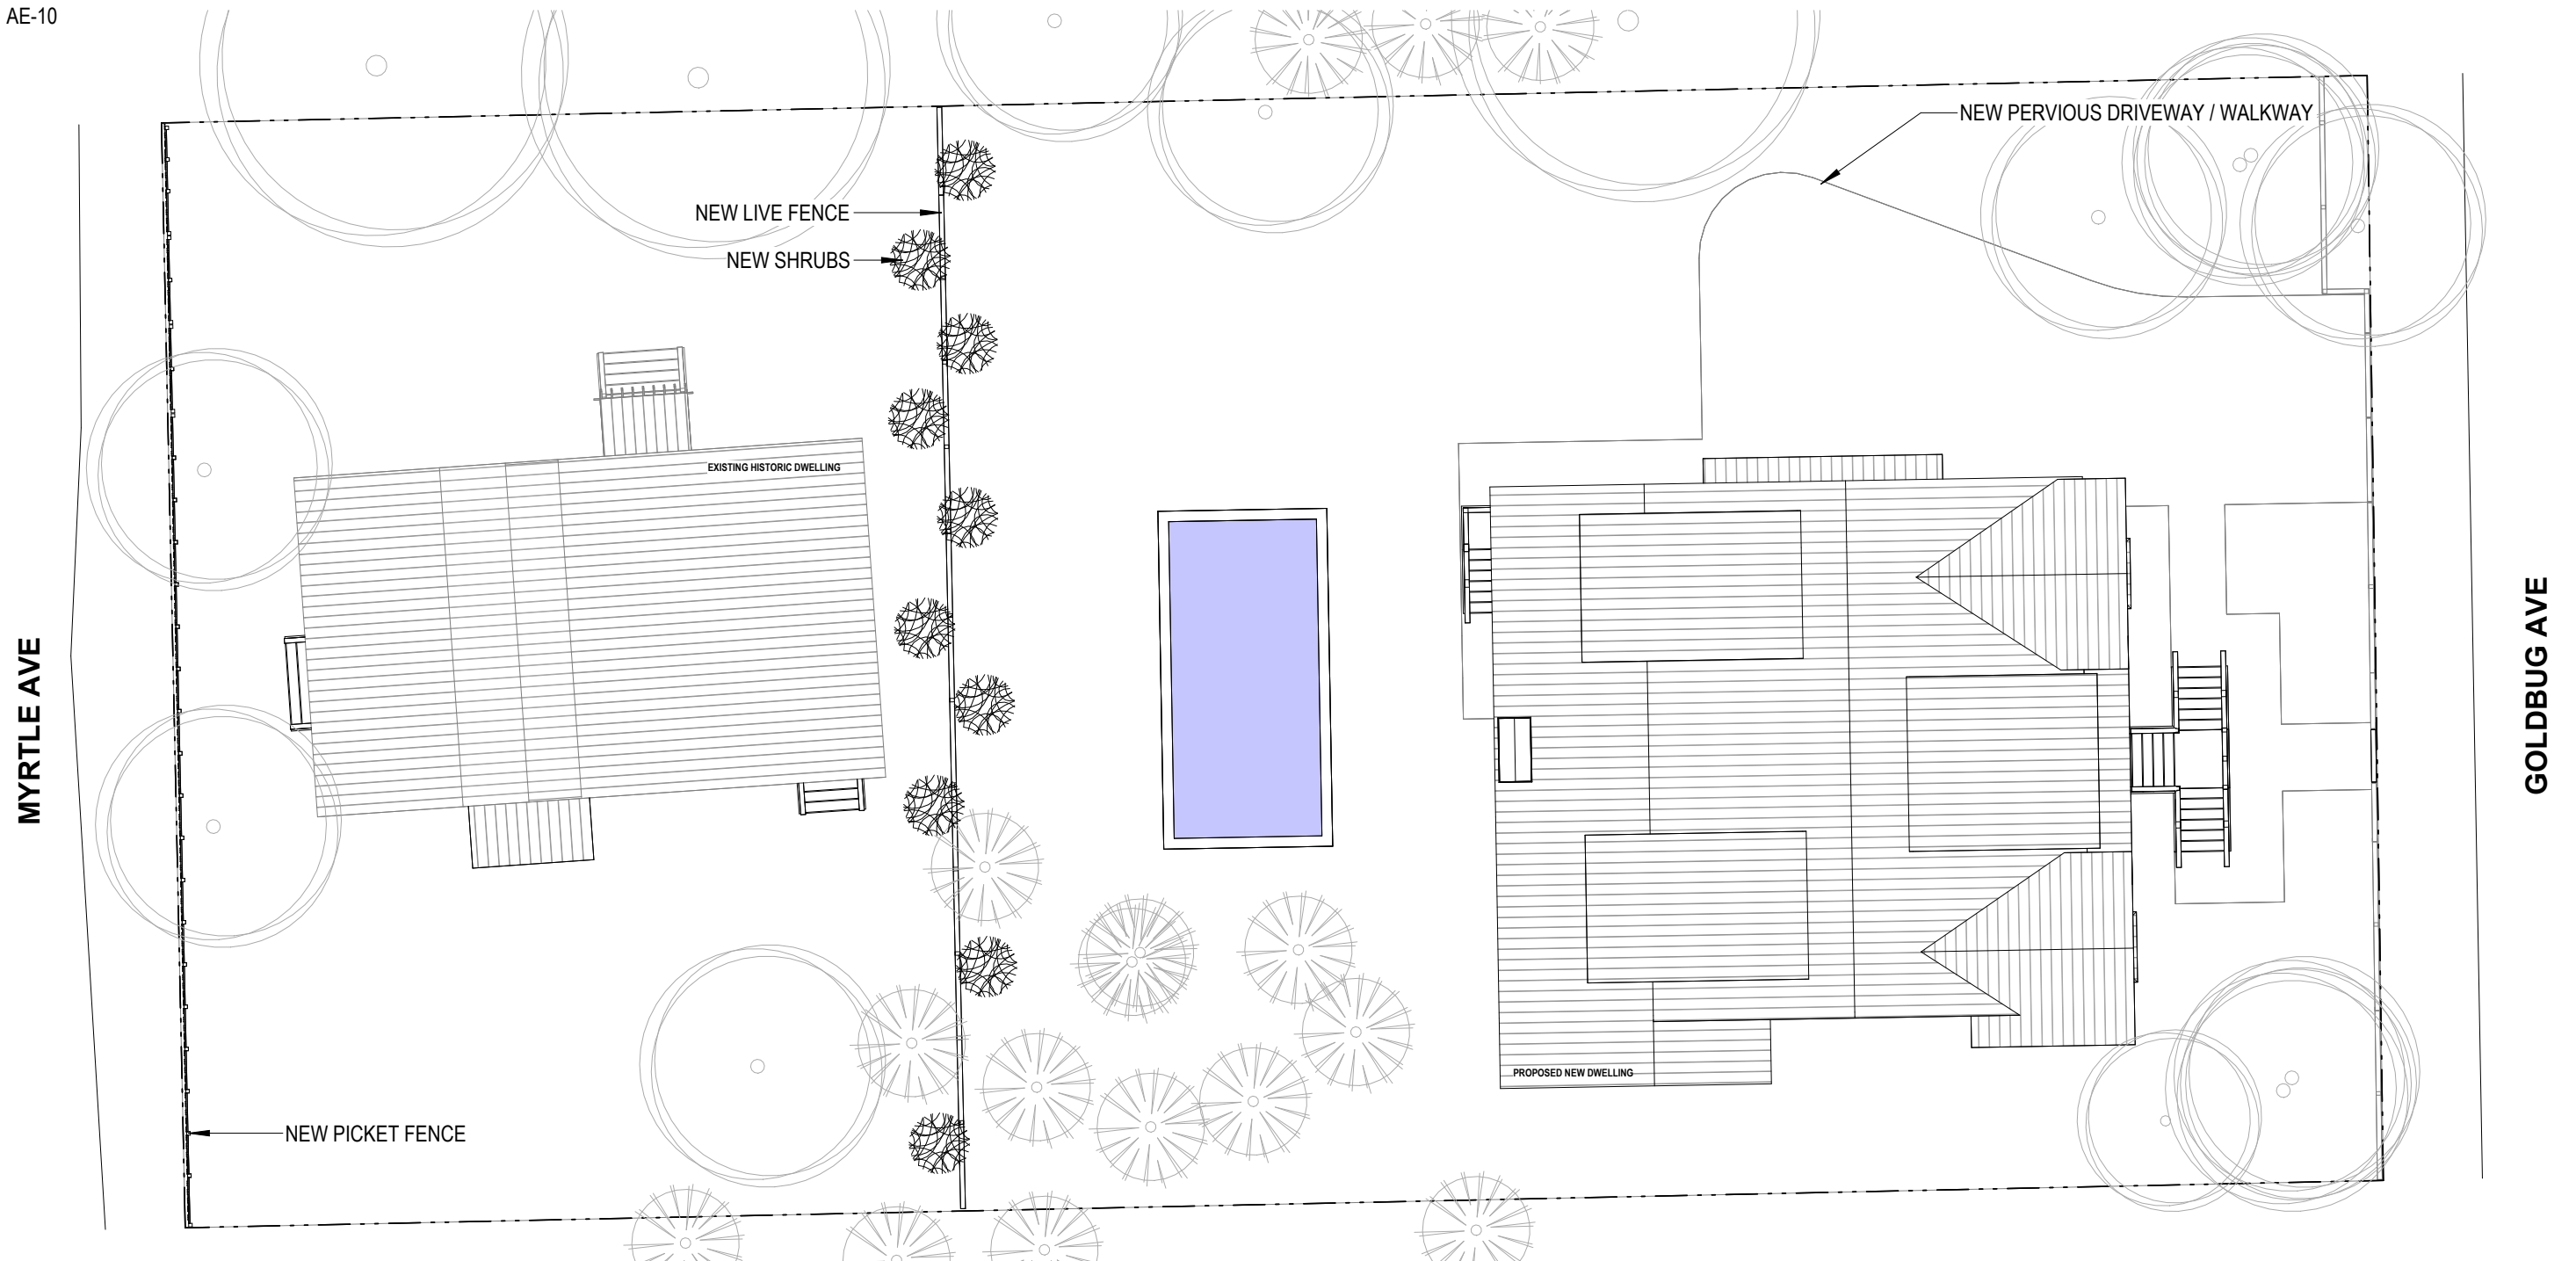 AE-10
NEW PERVIOUS DRIVEWAY / WALKWAY
NEW LIVE FENCE
NEW SHRUBS
EXISTING HISTORIC DWELLING
MYRTLE AVE
GOLDBUG AVE
PROPOSED NEW DWELLING
NEW PICKET FENCE